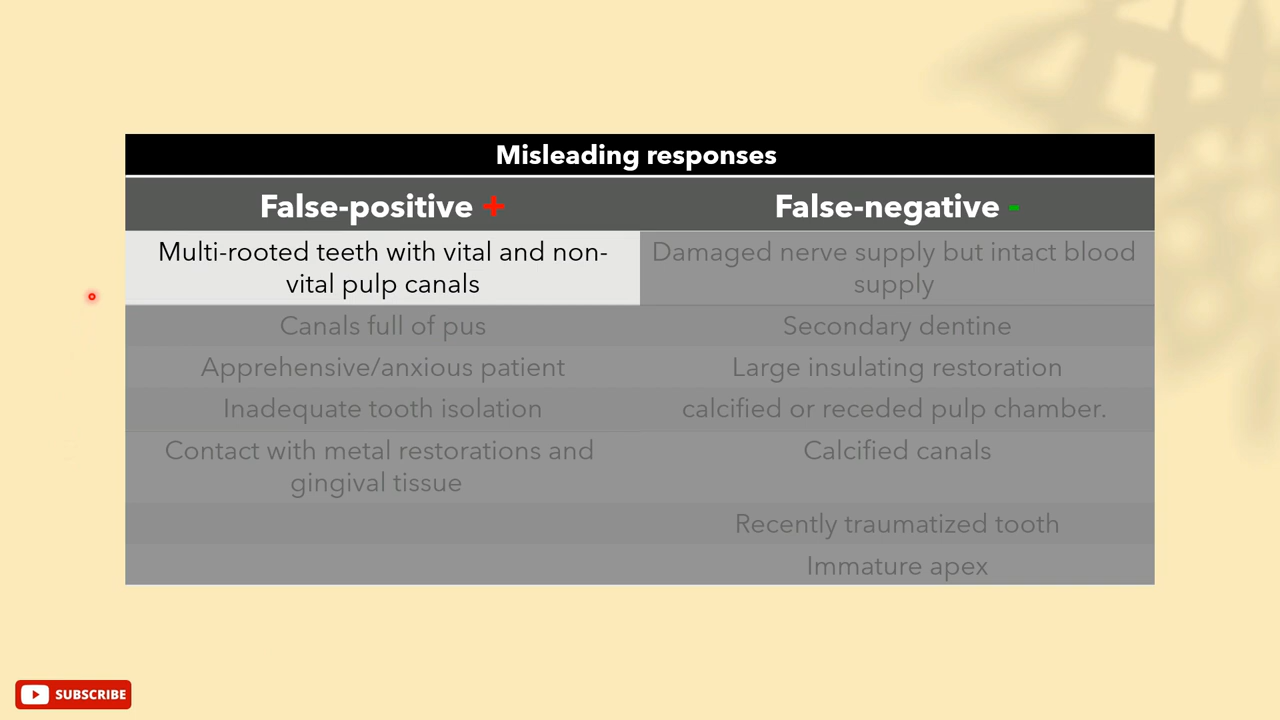 Misleading responses
False-positive +
False-negative -
Multi-rooted teeth with vital and non-
vital pulp canals
Damaged nerve supply but intact blood
supply
Canals full of pus
Secondary dentine
Apprehensive/anxious patient
Large insulating restoration
Inadequate tooth isolation
calcified or receded pulp chamber.
Contact with metal restorations and
gingival tissue
Calcified canals
Recently traumatized tooth
Immature apex
SUBSCRIBE